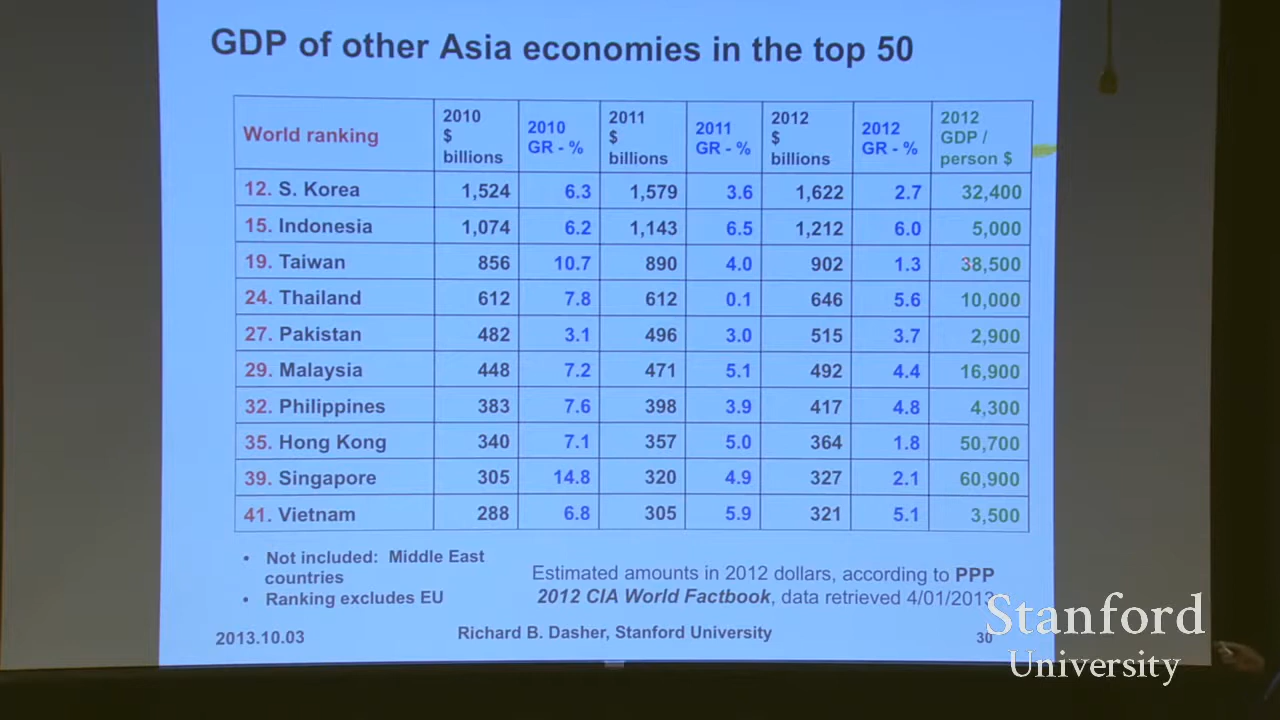 GDP of other Asia economies in the top 50
World ranking 2010 $ billions 2010 GR - % 2011 $ billions 2011 GR - % 2012 $ billions 2012 GR - % 2012 GDP / person $
12. S. Korea 1,524 6.3 1,579 3.6 1,622 2.7 32,400
15. Indonesia 1,074 6.2 1,143 6.5 1,212 6.0 5,000
19. Taiwan 856 10.7 890 4.0 902 1.3 38,500
24. Thailand 612 7.8 612 0.1 646 5.6 10,000
27. Pakistan 482 3.1 496 3.0 515 3.7 2,900
29. Malaysia 448 7.2 471 5.1 492 4.4 16,900
32. Philippines 383 7.6 398 3.9 417 4.8 4,300
35. Hong Kong 340 7.1 357 5.0 364 1.8 50,700
39. Singapore 305 14.8 320 4.9 327 2.1 60,900
41. Vietnam 288 6.8 305 5.9 321 5.1 3,500
• Not included: Middle East
countries
• Ranking excludes EU
Estimated amounts in 2012 dollars, according to PPP
2012 CIA World Factbook, data retrieved 4/01/2013
2013.10.03
Richard B. Dasher, Stanford University
30
Stanford
University